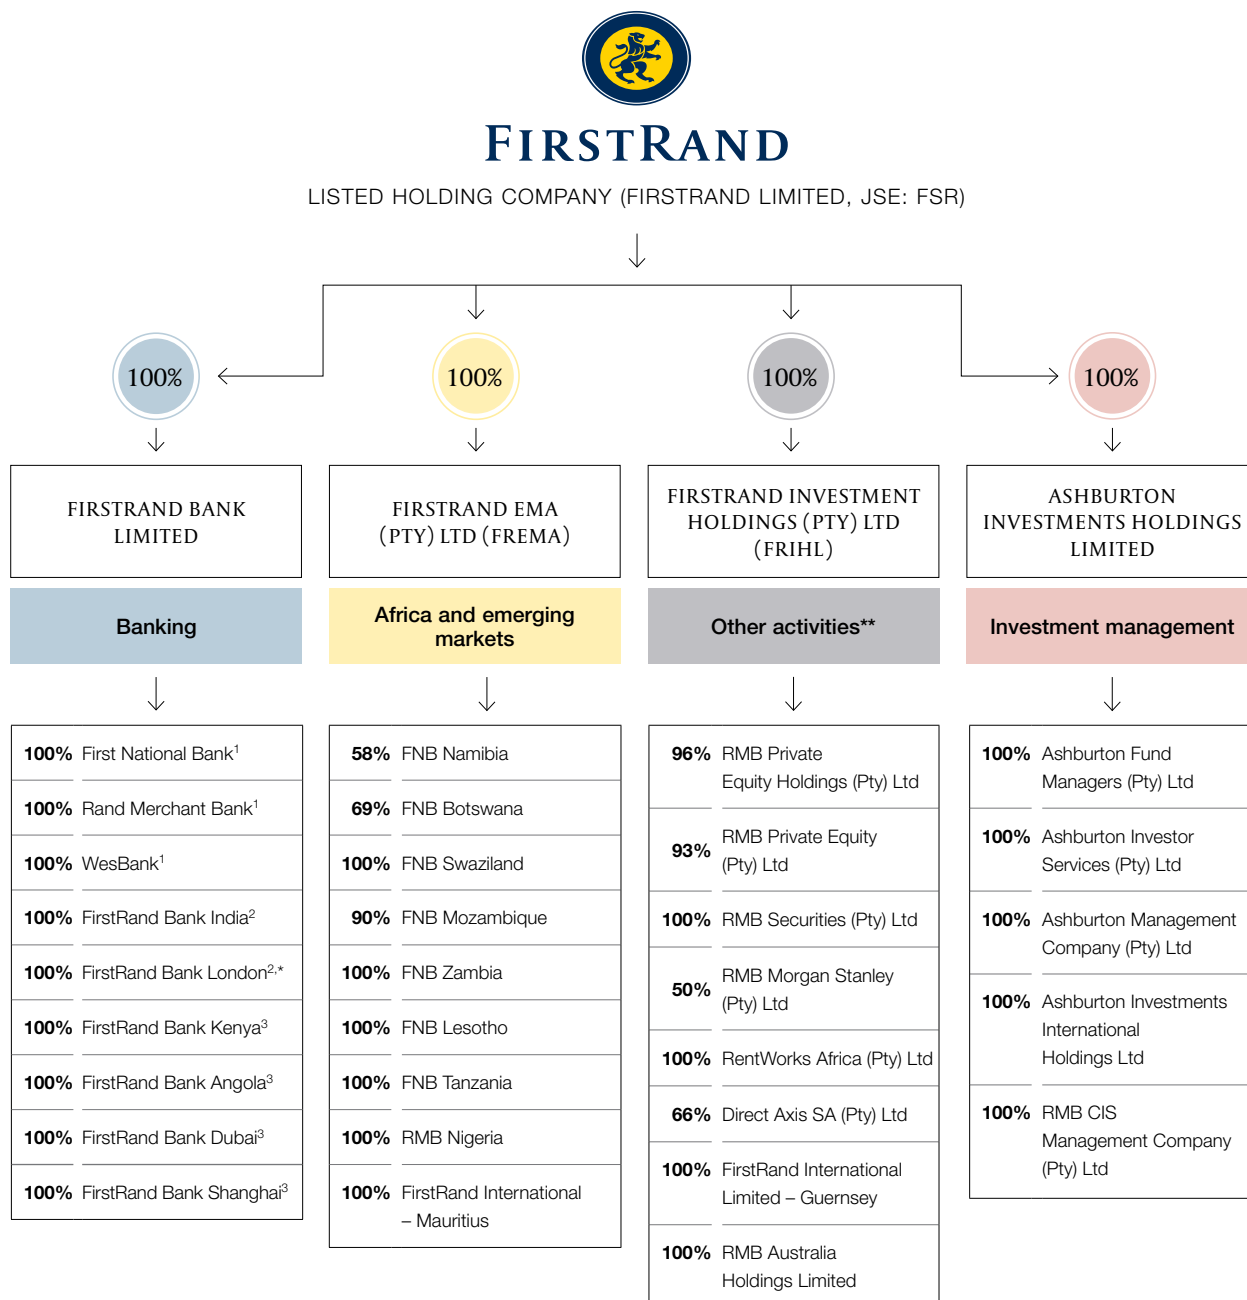 FIRSTRAND
LISTED HOLDING COMPANY (FIRSTRAND LIMITED, JSE: FSR)
100%
100%
100%
100%
FIRSTRAND BANK
LIMITED
FIRSTRAND EMA
(PTY) LTD (FREMA)
FIRSTRAND INVESTMENT
HOLDINGS (PTY) LTD
(FRIHL)
ASHBURTON
INVESTMENTS HOLDINGS
LIMITED
Banking
Africa and emerging
markets
Other activities**
Investment management
100% First National Bank¹
100% Rand Merchant Bank¹
100% WesBank¹
100% FirstRand Bank India²
100% FirstRand Bank London²,*
100% FirstRand Bank Kenya³
100% FirstRand Bank Angola³
100% FirstRand Bank Dubai³
100% FirstRand Bank Shanghai³
58% FNB Namibia
69% FNB Botswana
100% FNB Swaziland
90% FNB Mozambique
100% FNB Zambia
100% FNB Lesotho
100% FNB Tanzania
100% RMB Nigeria
100% FirstRand International
– Mauritius
96% RMB Private
Equity Holdings (Pty) Ltd
93% RMB Private Equity
(Pty) Ltd
100% RMB Securities (Pty) Ltd
50% RMB Morgan Stanley
(Pty) Ltd
100% RentWorks Africa (Pty) Ltd
66% Direct Axis SA (Pty) Ltd
100% FirstRand International
Limited – Guernsey
100% RMB Australia
Holdings Limited
100% Ashburton Fund
Managers (Pty) Ltd
100% Ashburton Investor
Services (Pty) Ltd
100% Ashburton Management
Company (Pty) Ltd
100% Ashburton Investments
International
Holdings Ltd
100% RMB CIS
Management Company
(Pty) Ltd